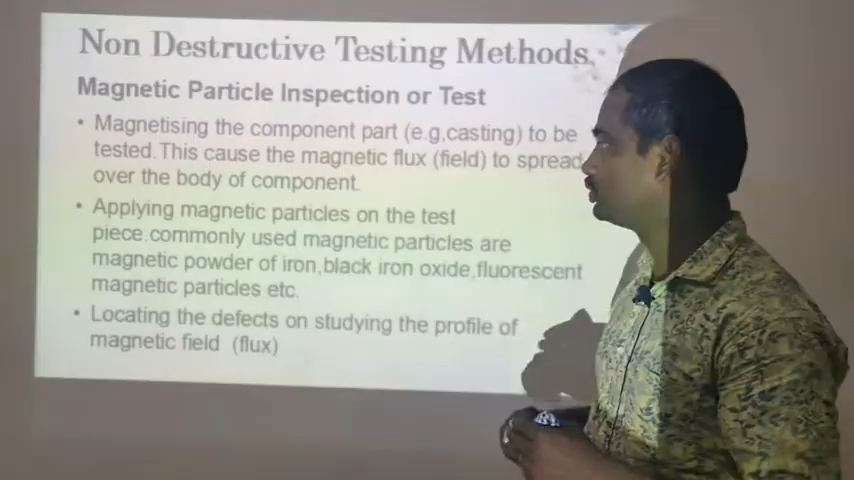 Non Destructive Testing Methods.
Magnetic Particle Inspection or Test
• Magnetising the component part (e.g,casting) to be
tested.This cause the magnetic flux (field) to spread
over the body of component.
• Applying magnetic particles on the test
piece.commonly used magnetic particles are
magnetic powder of iron,black iron oxide,fluorescent
magnetic particles etc.
• Locating the defects on studying the profile of
magnetic field (flux)